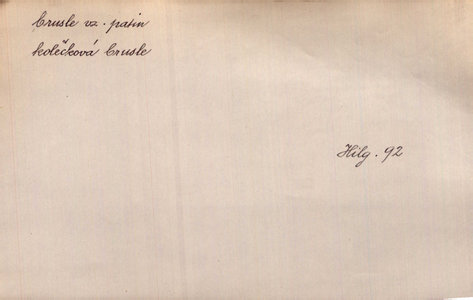 brusle vz. patin
kolečková brusle
Hilg. 92